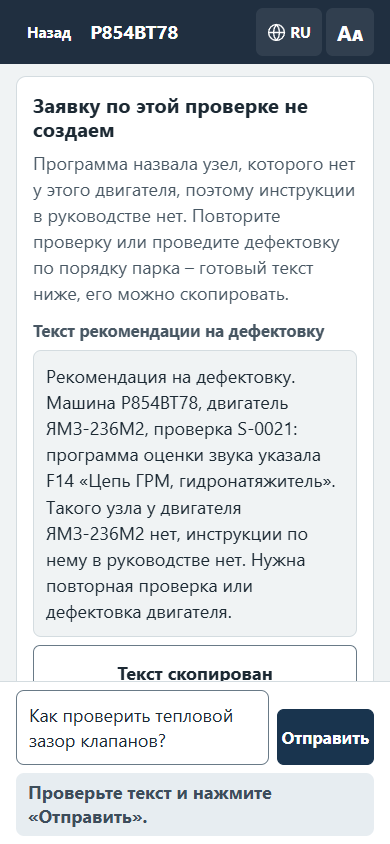 Назад
Р854ВТ78
RU
Аа
Заявку по этой проверке не
создаем
Программа назвала узел, которого нет
у этого двигателя, поэтому инструкции
в руководстве нет. Повторите
проверку или проведите дефектовку
по порядку парка – готовый текст
ниже, его можно скопировать.
Текст рекомендации на дефектовку
Рекомендация на дефектовку.
Машина Р854ВТ78, двигатель
ЯМЗ-236М2, проверка S-0021:
программа оценки звука указала
F14 «Цепь ГРМ, гидронатяжитель».
Такого узла у двигателя
ЯМЗ-236М2 нет, инструкции по
нему в руководстве нет. Нужна
повторная проверка или
дефектовка двигателя.
Текст скопирован
Как проверить тепловой
зазор клапанов?
Отправить
Проверьте текст и нажмите
«Отправить».